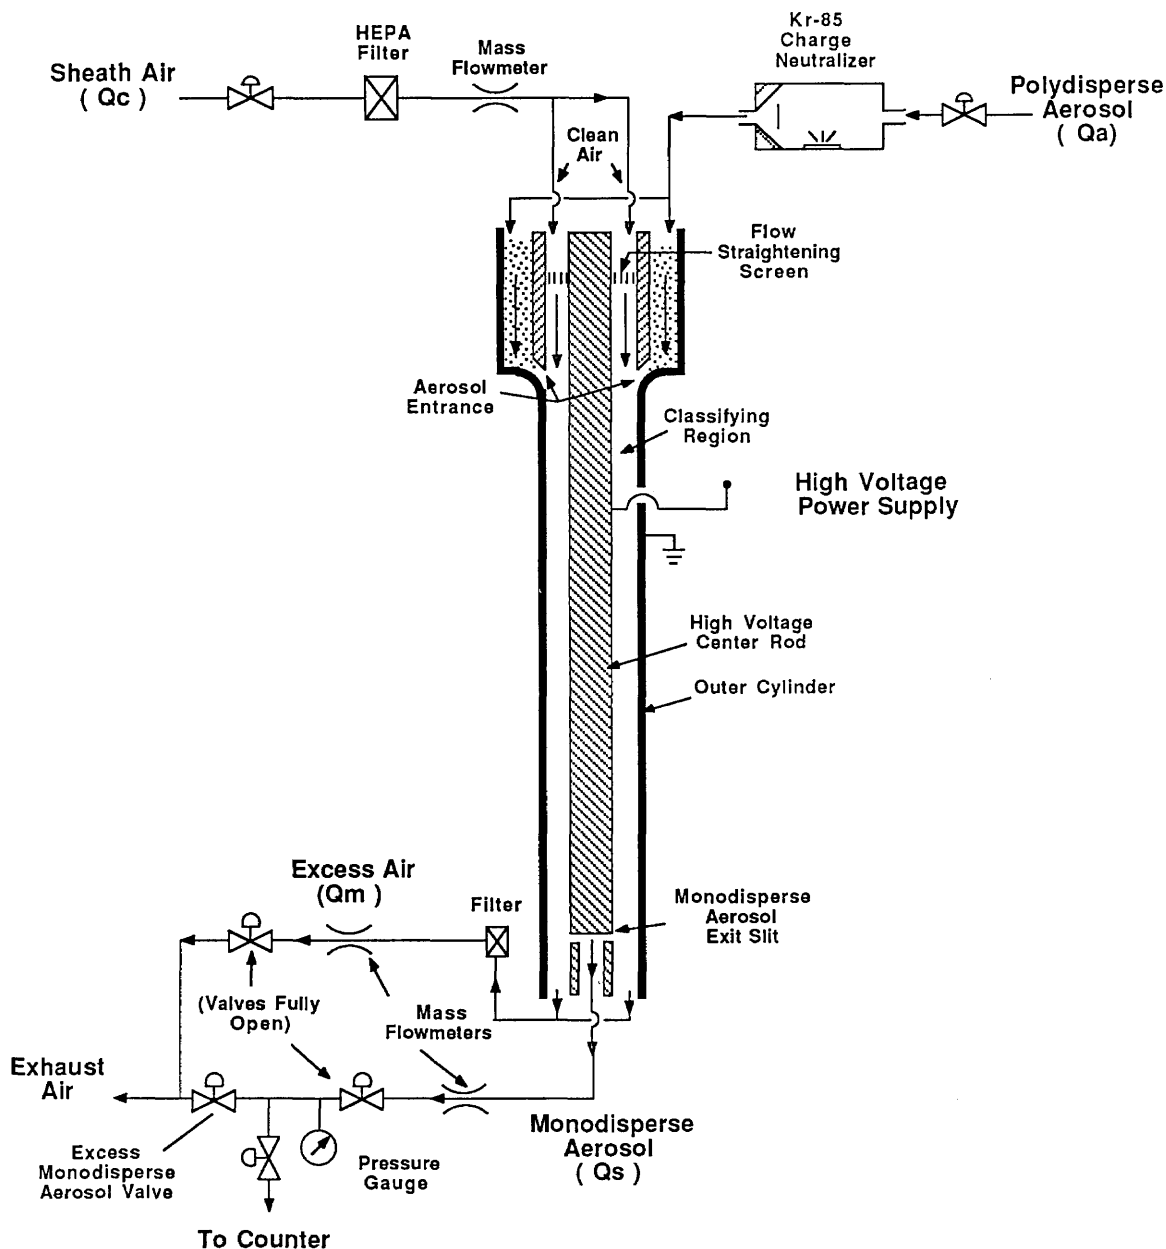 Kr-85
Charge
Neutralizer
HEPA
Filter
Mass
Flowmeter
Sheath Air
( Qc )
Polydisperse
Aerosol
( Qa)
Clean
Air
Flow
Straightening
Screen
Aerosol
Entrance
Classifying
Region
High Voltage
Power Supply
High Voltage
Center Rod
Outer Cylinder
Excess Air
(Qm )
Filter
Monodisperse
Aerosol
Exit Slit
(Valves Fully
Open)
Mass
Flowmeters
Exhaust
Air
Monodisperse
Aerosol
( Qs )
Excess
Monodisperse
Aerosol Valve
Pressure
Gauge
To Counter